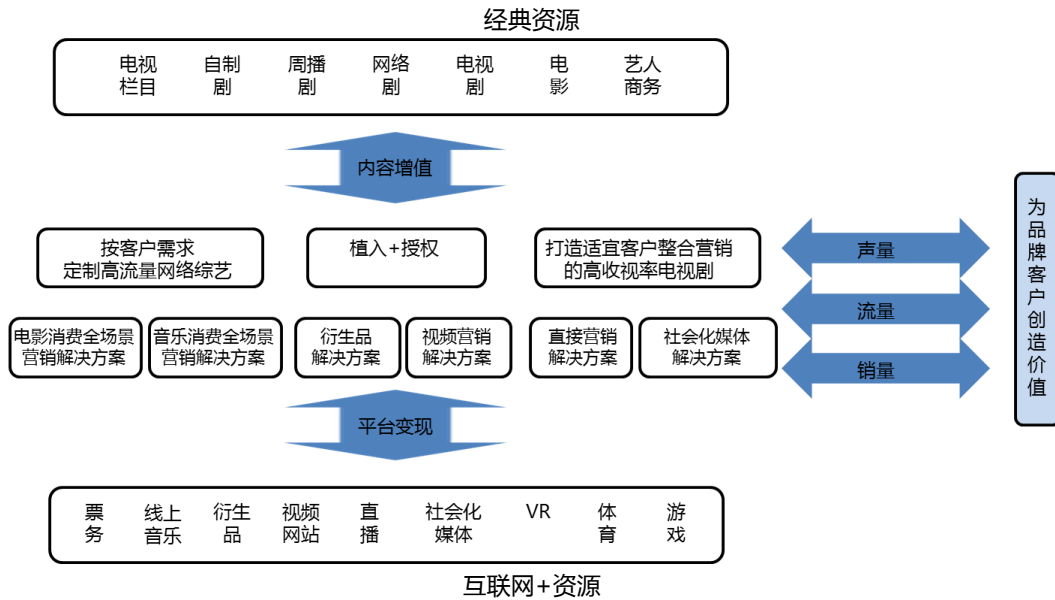 经典资源
电视 自制 周播 网络 电视 电 艺人
栏目 剧 剧 剧 剧 影 商务
内容增值
按客户需求
定制高流量网络综艺
植入+授权
打造适宜客户整合营销
的高收视率电视剧
电影消费全场景
营销解决方案
音乐消费全场景
营销解决方案
衍生品
解决方案
视频营销
解决方案
直接营销
解决方案
社会化媒体
解决方案
声量
流量
销量
为
品
牌
客
户
创
造
价
值
平台变现
票 线上 衍生 视频 直 社会化 VR 体 游
务 音乐 品 网站 播 媒体 育 戏
互联网+资源